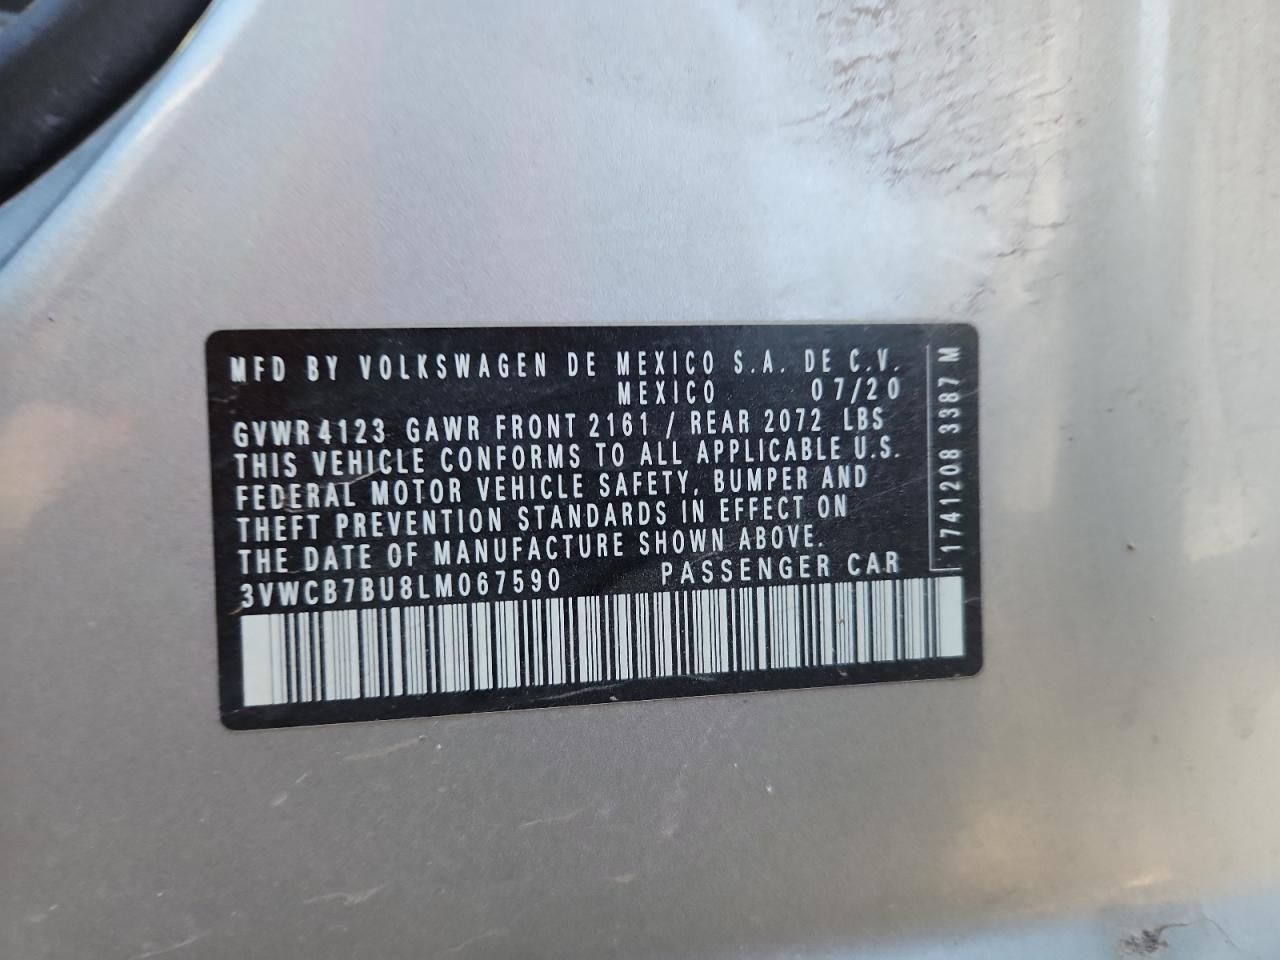 MFD BY VOLKSWAGEN DE MEXICO S.A. DE C.V.
MEXICO 07/20
GVWR 4123 GAWR FRONT 2161 / REAR 2072 LBS
THIS VEHICLE CONFORMS TO ALL APPLICABLE U.S.
FEDERAL MOTOR VEHICLE SAFETY, BUMPER AND
THEFT PREVENTION STANDARDS IN EFFECT ON
THE DATE OF MANUFACTURE SHOWN ABOVE.
3VWCB7BU8LM067590 PASSENGER CAR
1741208 3387 M